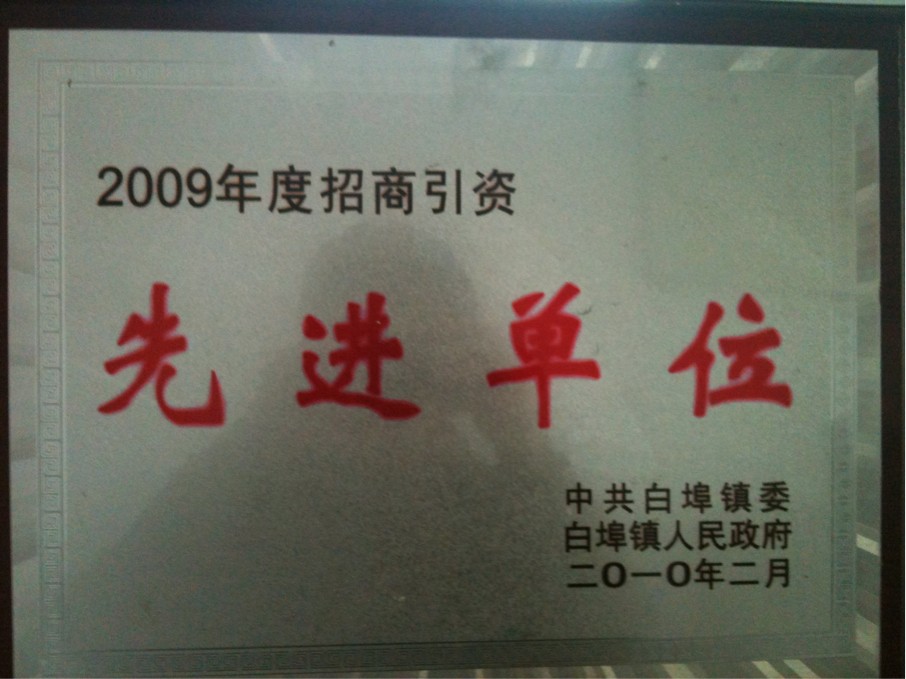 2009年度招商引资
先进单位
中共白埠镇委
白埠镇人民政府
二O一O年二月